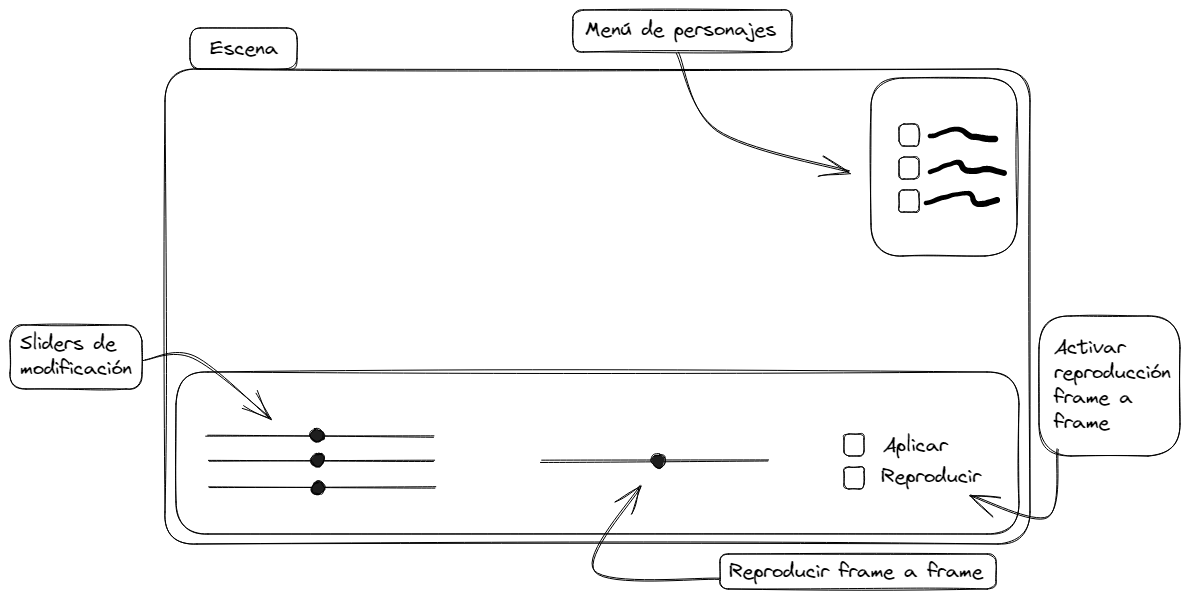 Menú de personajes
Escena
Sliders de
modificación
Activar
reproducción
frame a
frame
Aplicar
Reproducir
Reproducir frame a frame